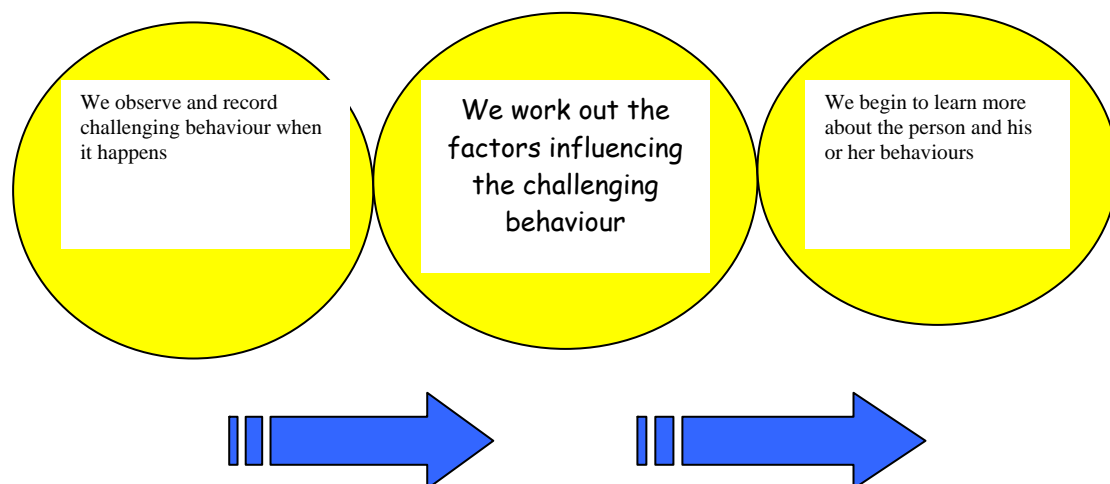 We observe and record
challenging behaviour when
it happens
We work out the
factors influencing
the challenging
behaviour
We begin to learn more
about the person and his
or her behaviours